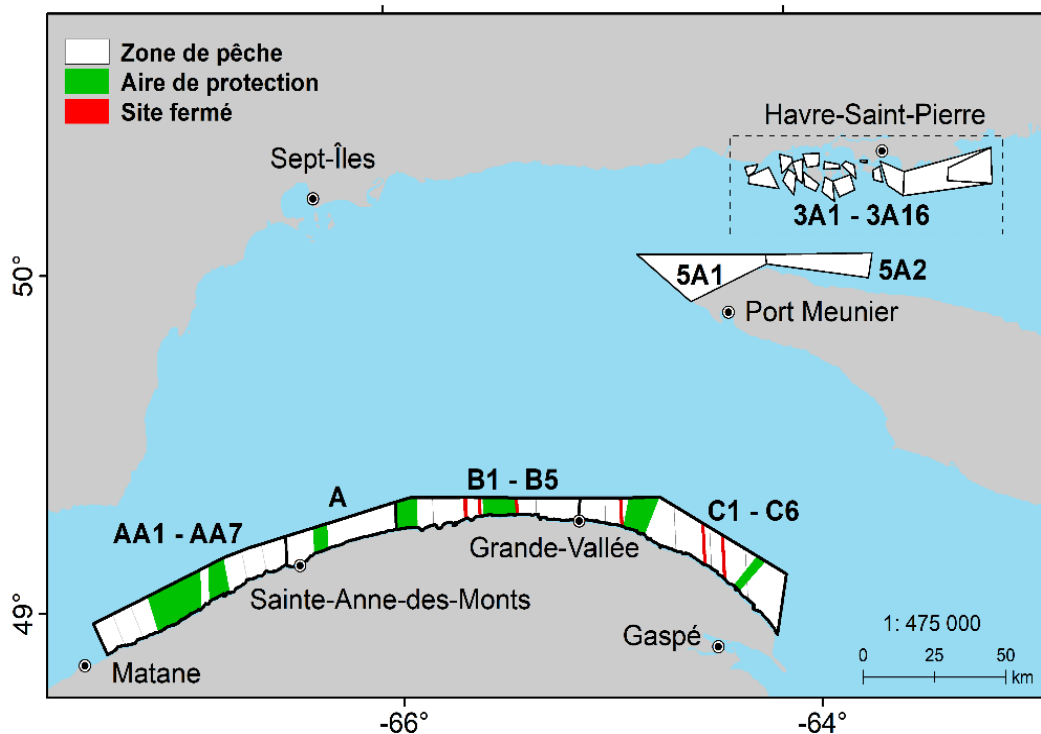 Zone de pêche
Aire de protection
Site fermé
Havre-Saint-Pierre
Sept-Îles
3A1 - 3A16
50°
5A1
5A2
Port Meunier
B1 - B5
A
C1 - C6
AA1 - AA7
Grande-Vallée
Sainte-Anne-des-Monts
49°
1: 475 000
Gaspé
0 25 50
km
Matane
-66°
-64°